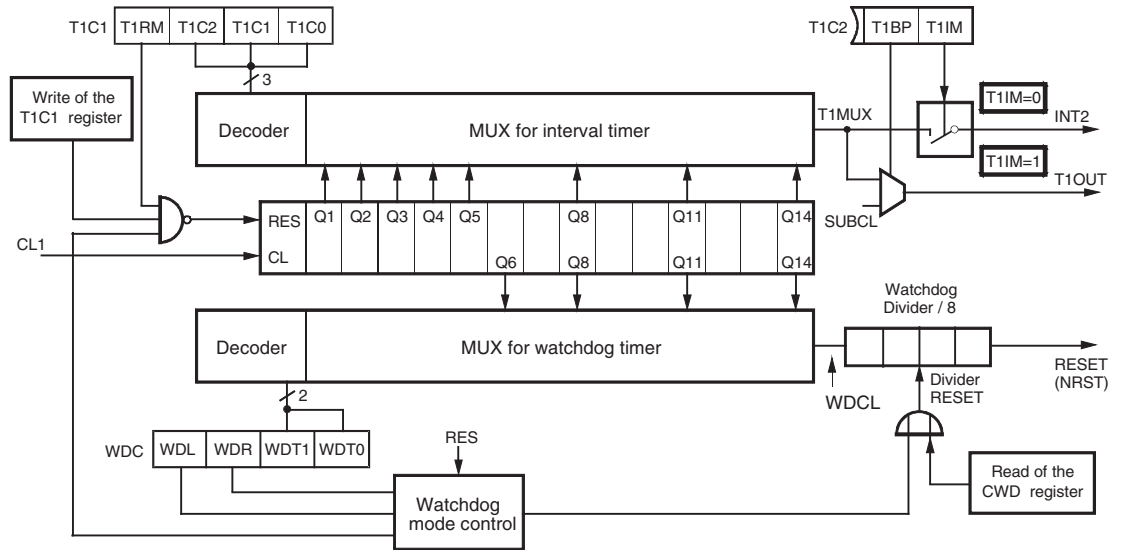 T1C1 T1RM T1C2 T1C1 T1C0
T1C2 T1BP T1IM
3
Write of the
T1C1 register
Decoder
MUX for interval timer
T1MUX
T1IM=0
INT2
T1IM=1
T1OUT
SUBCL
RES
Q1 Q2 Q3 Q4 Q5 Q8 Q11 Q14
CL1
CL
Q6 Q8 Q11 Q14
Decoder
MUX for watchdog timer
Watchdog
Divider / 8
RESET
(NRST)
WDCL
Divider
RESET
2
WDC WDL WDR WDT1 WDT0
RES
Watchdog
mode control
Read of the
CWD register